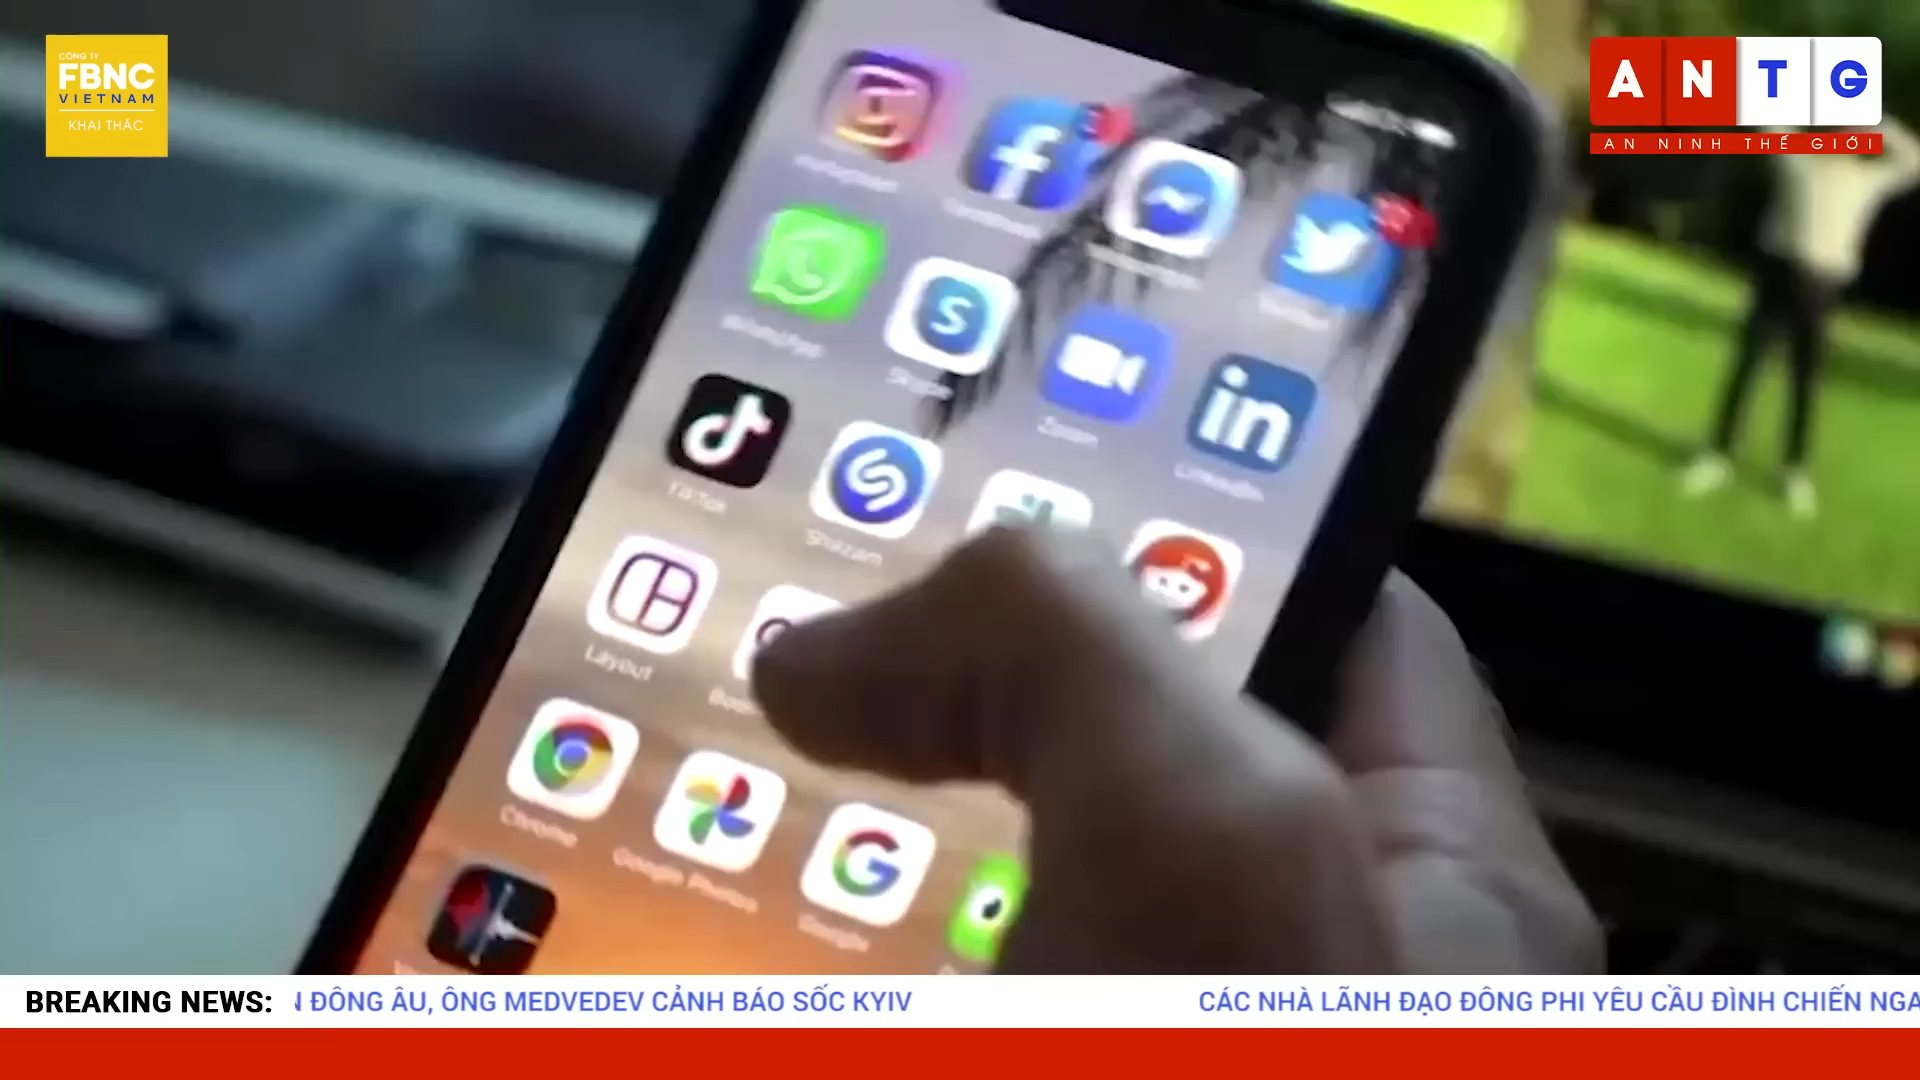 CÔNG TY
FBNC
VIETNAM
KHAI THÁC
ANTG
AN NINH THẾ GIỚI
Skype
Zoom
LinkedIn
TikTok
Shazam
Layout
Chrome
Google Photos
Google
BREAKING NEWS: ĐÔNG ÂU, ÔNG MEDVEDEV CẢNH BÁO SỐC KYIV CÁC NHÀ LÃNH ĐẠO ĐÔNG PHI YÊU CẦU ĐÌNH CHIẾN NGA